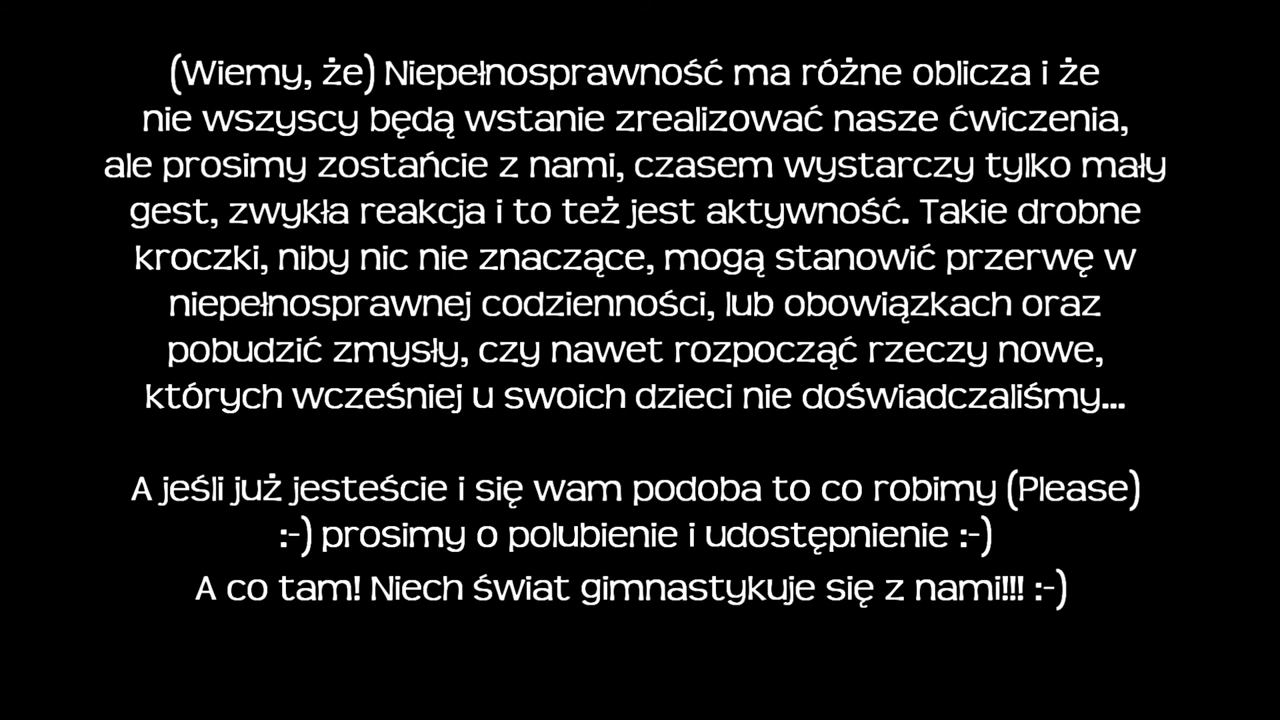 (Wiemy, że) Niepełnosprawność ma różne oblicza i że
nie wszyscy będą wstanie zrealizować nasze ćwiczenia,
ale prosimy zostańcie z nami, czasem wystarczy tylko mały
gest, zwykła reakcja i to też jest aktywność. Takie drobne
kroczki, niby nic nie znaczące, mogą stanowić przerwę w
niepełnosprawnej codzienności, lub obowiązkach oraz
pobudzić zmysły, czy nawet rozpocząć rzeczy nowe,
których wcześniej u swoich dzieci nie doświadczaliśmy...
A jeśli już jesteście i się wam podoba to co robimy (Please)
:-) prosimy o polubienie i udostępnienie :-)
A co tam! Niech świat gimnastykuje się z nami!!! :-)